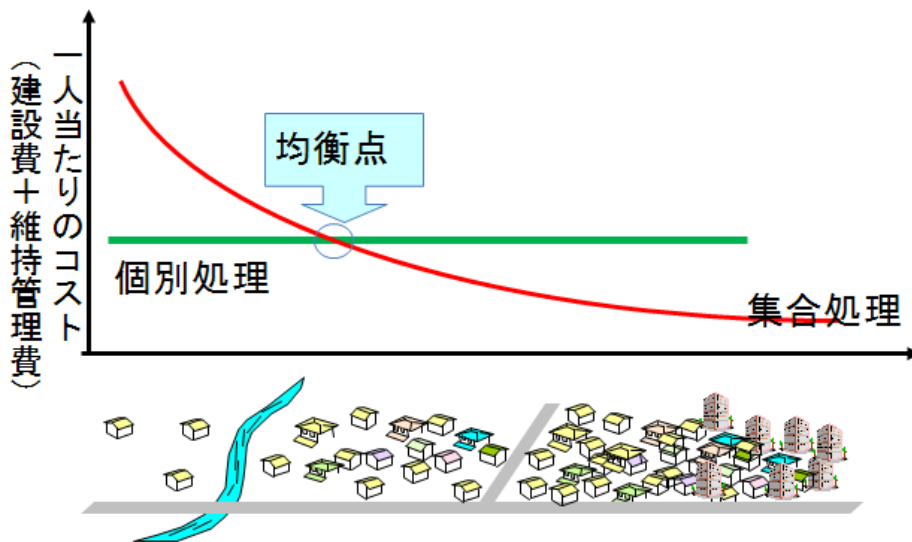 一人当たりのコスト
（建設費＋維持管理費）
均衡点
個別処理
集合処理